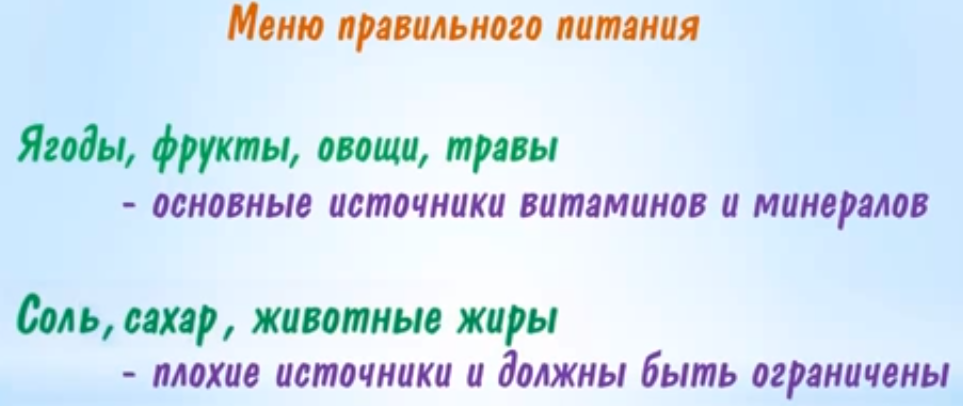 Меню правильного питания
Ягоды, фрукты, овощи, травы
- основные источники витаминов и минералов
Соль, сахар, животные жиры
- плохие источники и должны быть ограничены